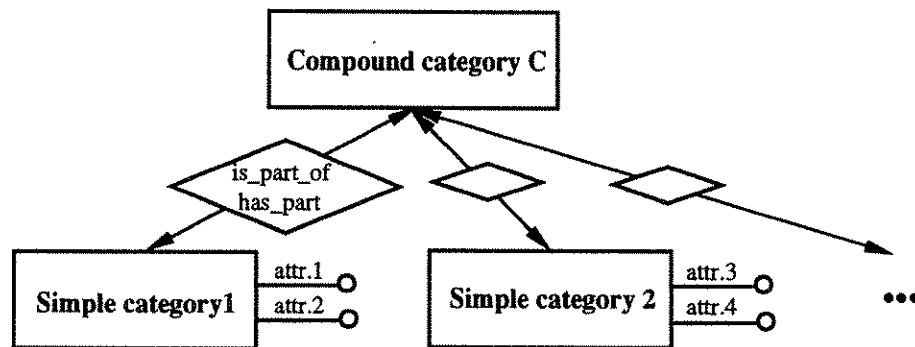 Compound category C
is_part_of
has_part
Simple category1
attr.1
attr.2
Simple category 2
attr.3
attr.4
•••